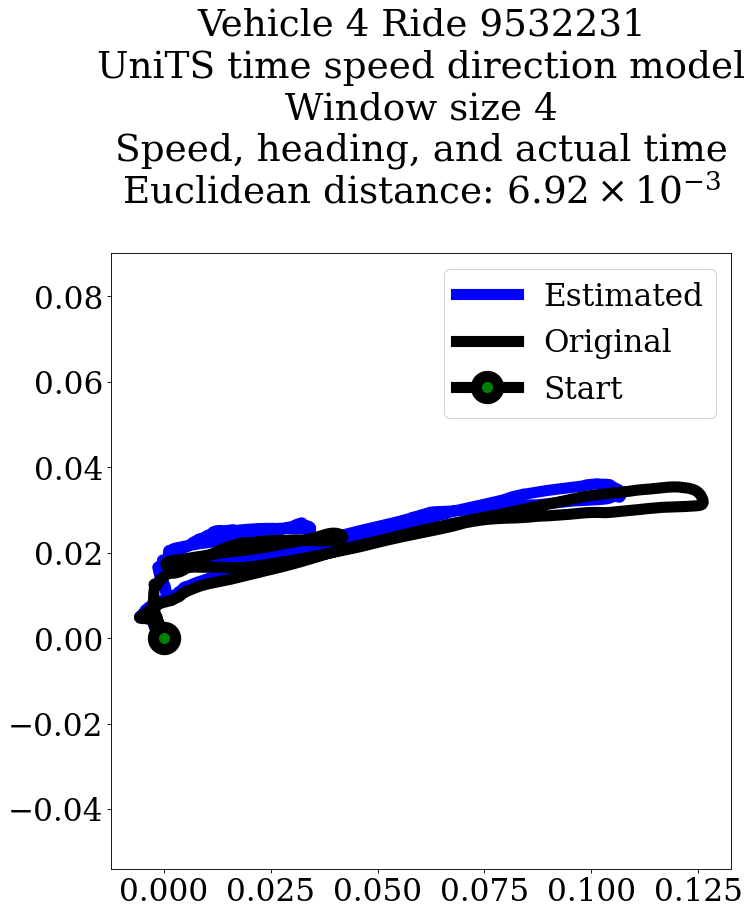 Vehicle 4 Ride 9532231
UniTS time speed direction model
Window size 4
Speed, heading, and actual time
Euclidean distance: 6.92 × 10⁻³
Estimated
Original
Start
0.08
0.06
0.04
0.02
0.00
−0.02
−0.04
0.000 0.025 0.050 0.075 0.100 0.125